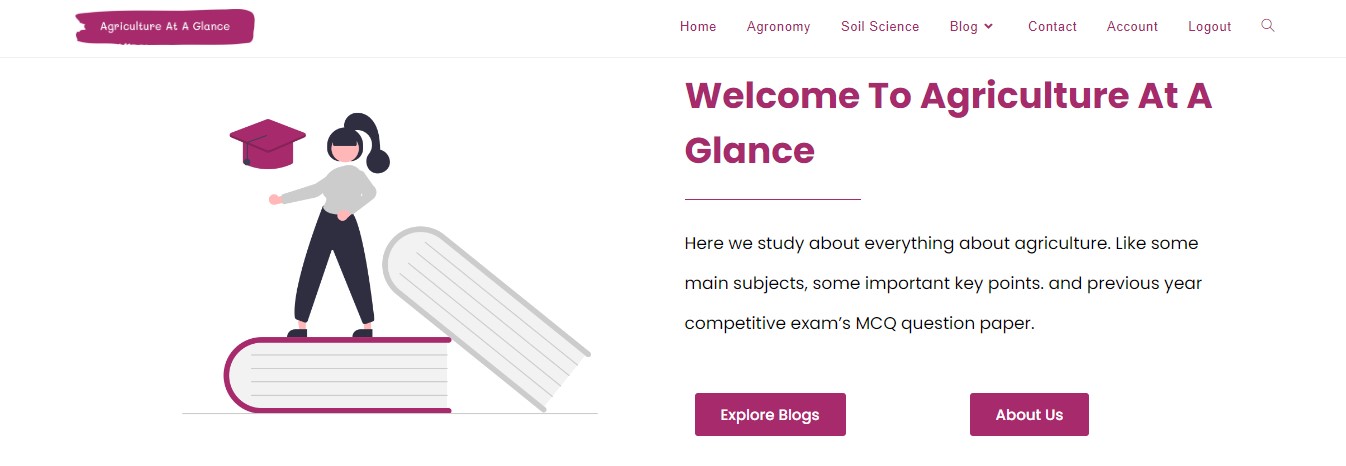 Agriculture At A Glance
Home Agronomy Soil Science Blog Contact Account Logout
Welcome To Agriculture At A
Glance
Here we study about everything about agriculture. Like some
main subjects, some important key points. and previous year
competitive exam’s MCQ question paper.
Explore Blogs About Us